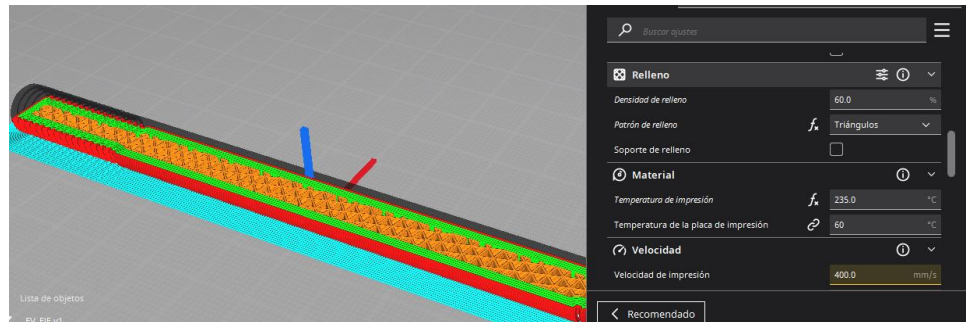 Buscar ajustes
Relleno
Densidad de relleno 60.0 %
Patrón de relleno fx Triángulos
Soporte de relleno
Material
Temperatura de impresión fx 235.0 °C
Temperatura de la placa de impresión 60 °C
Velocidad
Velocidad de impresión 400.0 mm/s
Lista de objetos
Recomendado